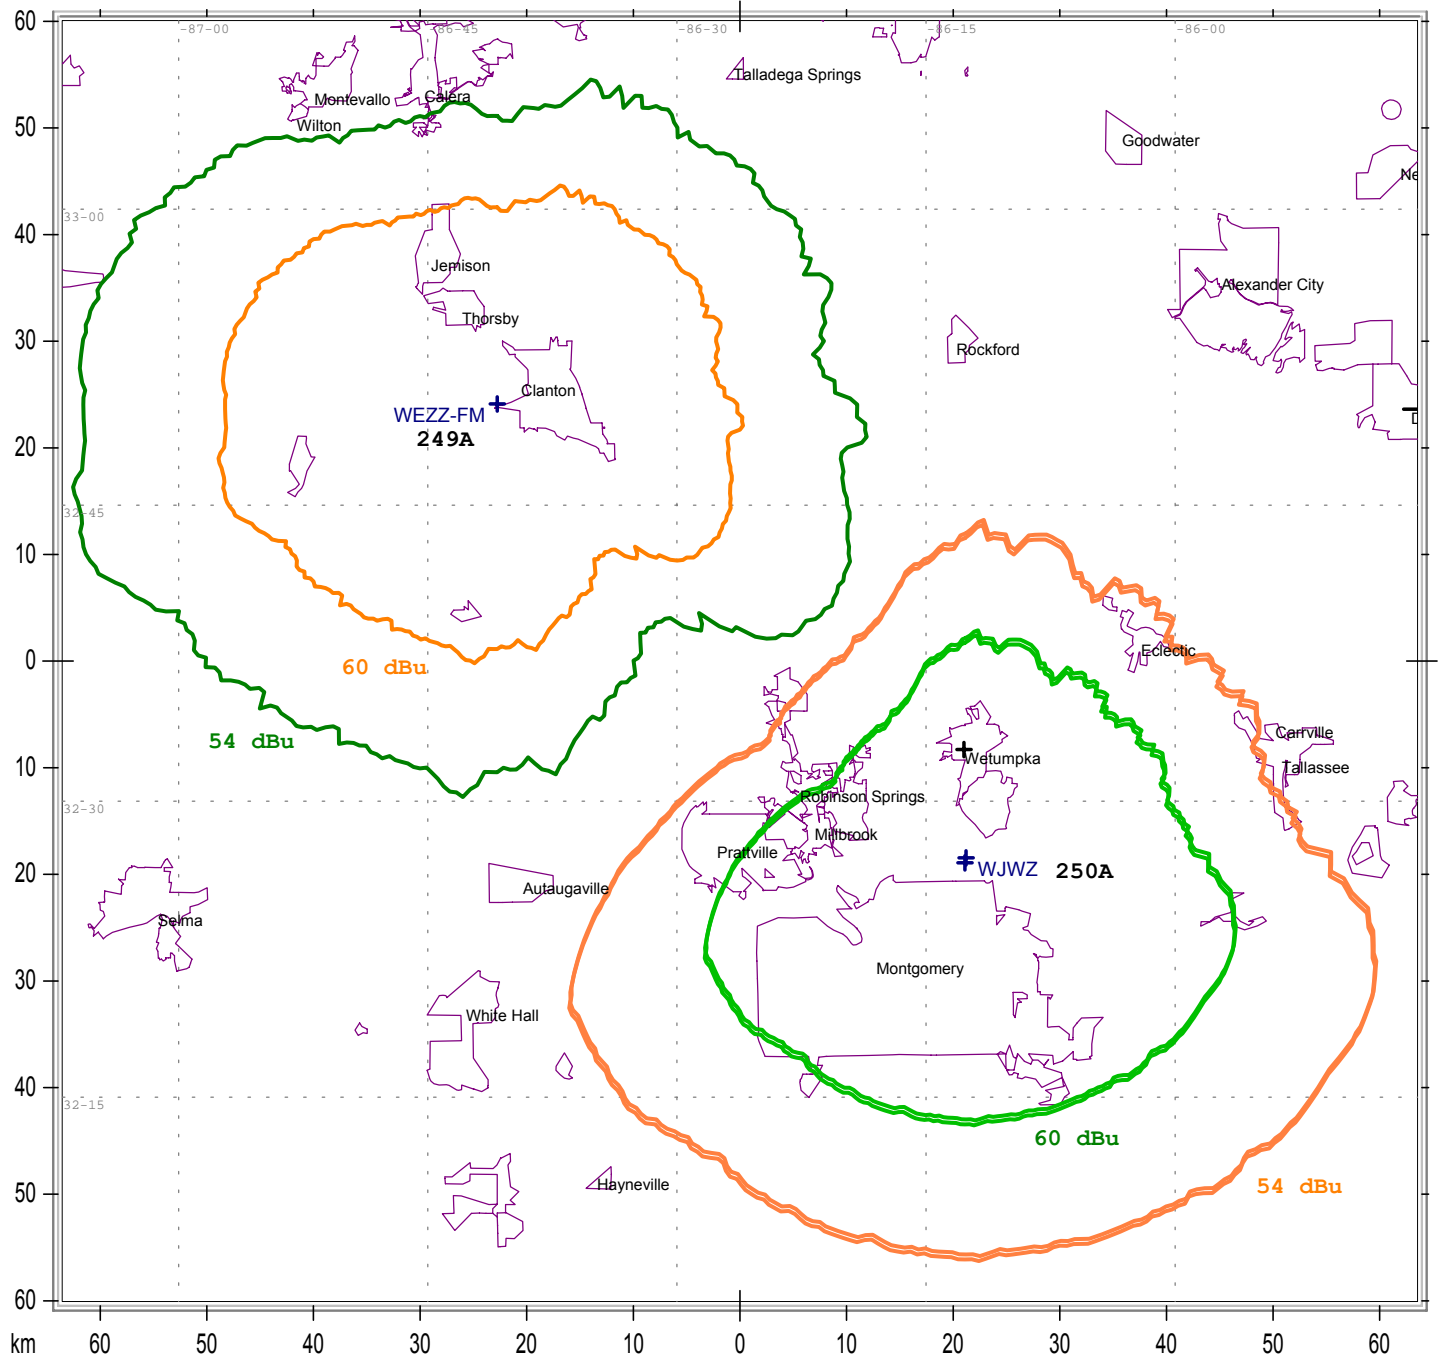 60
-87-00
-86-45
-86-30
-86-15
-86-00
Talladega Springs
Montevallo
Calera
Wilton
50
Goodwater
Ne
33-00
40
Jemison
Alexander City
Thorsby
30
Rockford
Clanton
WEZZ-FM
249A
D
20
32-45
10
0
Eclectic
60 dBu
54 dBu
Carrville
Wetumpka
Tallassee
10
32-30
Robinson Springs
Millbrook
Prattville
20
WJWZ 250A
Autaugaville
Selma
Montgomery
30
White Hall
40
32-15
60 dBu
50
Hayneville
54 dBu
60
km 60 50 40 30 20 10 0 10 20 30 40 50 60